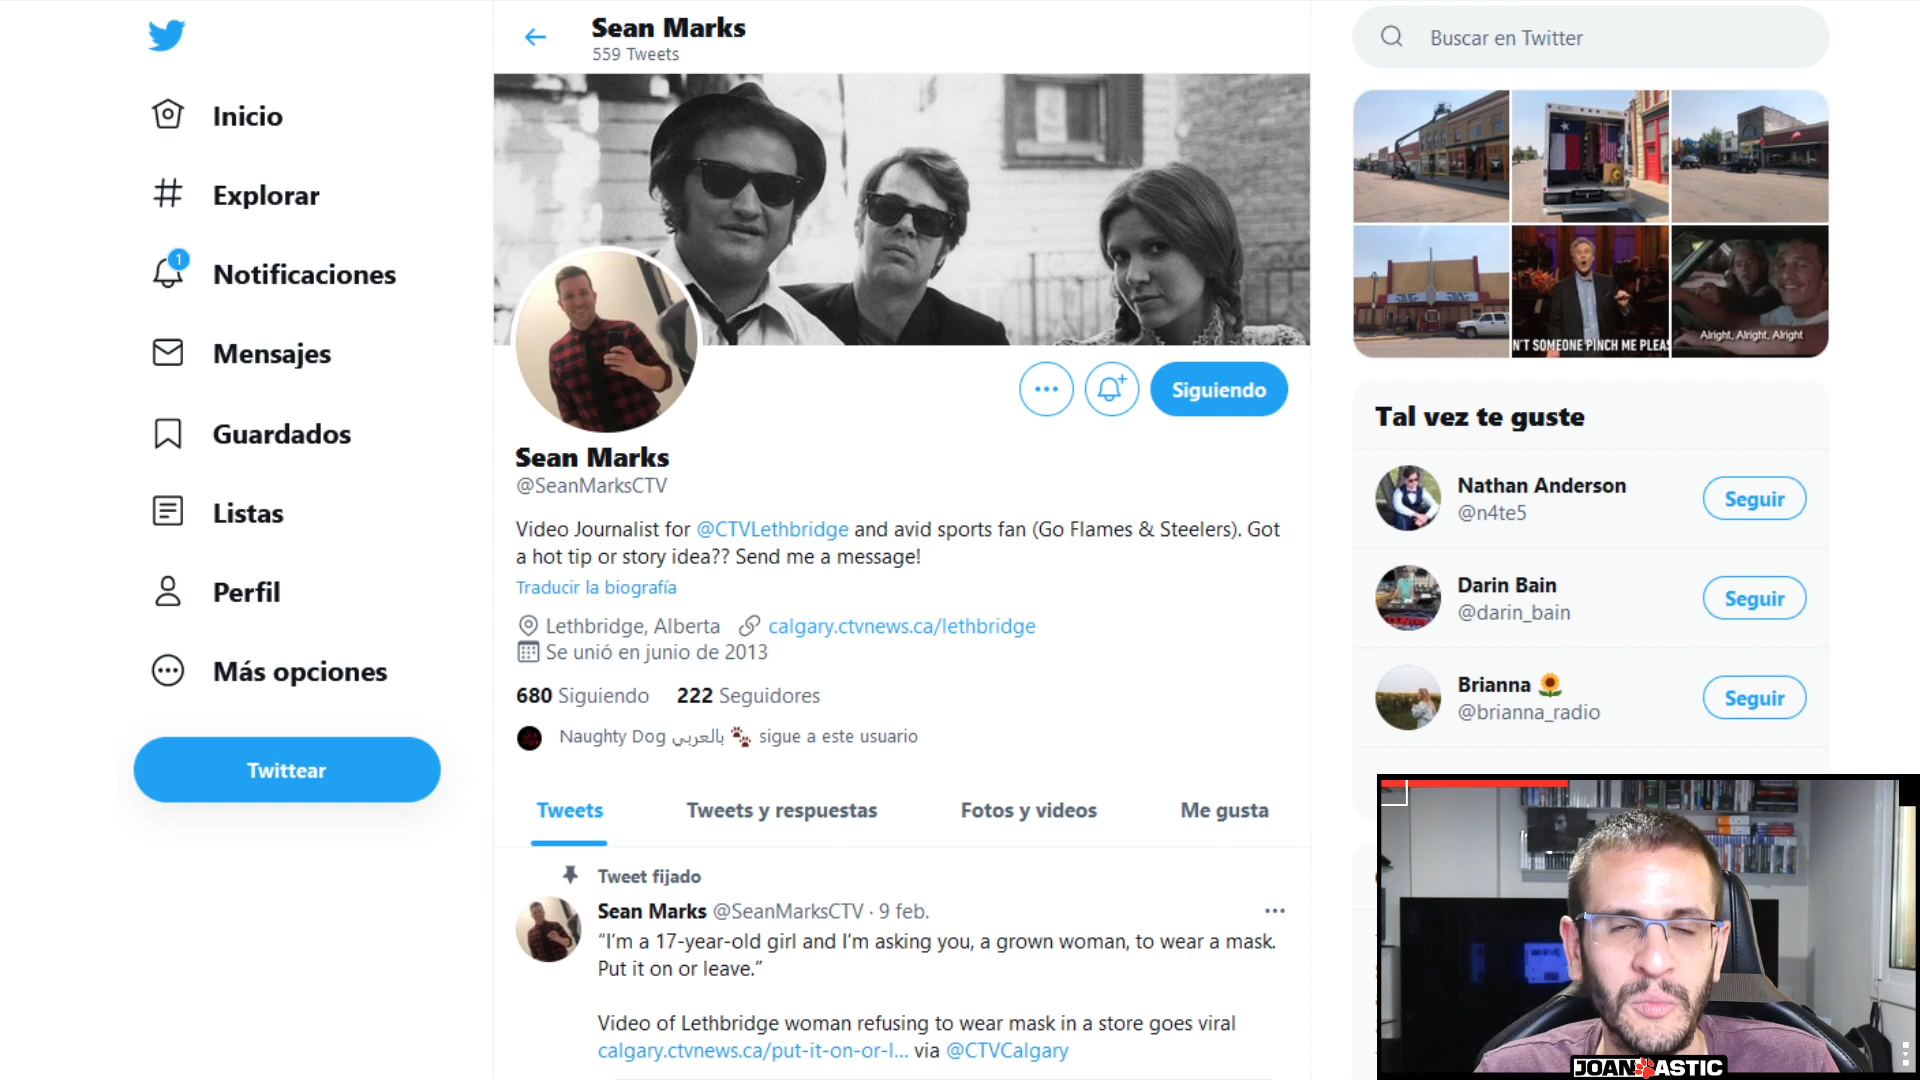 Sean Marks
559 Tweets
Buscar en Twitter
Inicio
Explorar
1
Notificaciones
Mensajes
Guardados
Listas
Perfil
Más opciones
Twittear
Siguiendo
Sean Marks
@SeanMarksCTV
Video Journalist for @CTVLethbridge and avid sports fan (Go Flames & Steelers). Got
a hot tip or story idea?? Send me a message!
Traducir la biografía
Lethbridge, Alberta calgary.ctvnews.ca/lethbridge
Se unió en junio de 2013
680 Siguiendo 222 Seguidores
Naughty Dog بالعربي 🐾 sigue a este usuario
Tweets Tweets y respuestas Fotos y videos Me gusta
Tweet fijado
Sean Marks @SeanMarksCTV · 9 feb.
“I’m a 17-year-old girl and I’m asking you, a grown woman, to wear a mask.
Put it on or leave.”
Video of Lethbridge woman refusing to wear mask in a store goes viral
calgary.ctvnews.ca/put-it-on-or-l... via @CTVCalgary
N'T SOMEONE PINCH ME PLEAS
Alright, Alright, Alright
Tal vez te guste
Nathan Anderson
@n4te5
Seguir
Darin Bain
@darin_bain
Seguir
Brianna 🌻
@brianna_radio
Seguir
JOANTASTIC